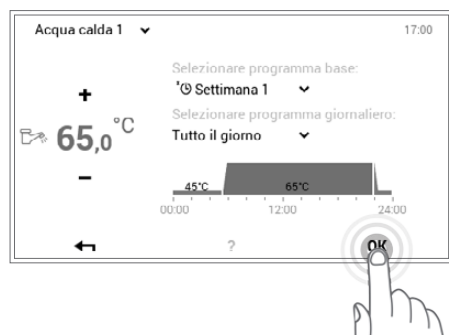 Acqua calda 1
17:00
Selezionare programma base:
Settimana 1
+
65,0 °C
Selezionare programma giornaliero:
Tutto il giorno
−
45°C 65°C
00:00 12:00 24:00
? OK